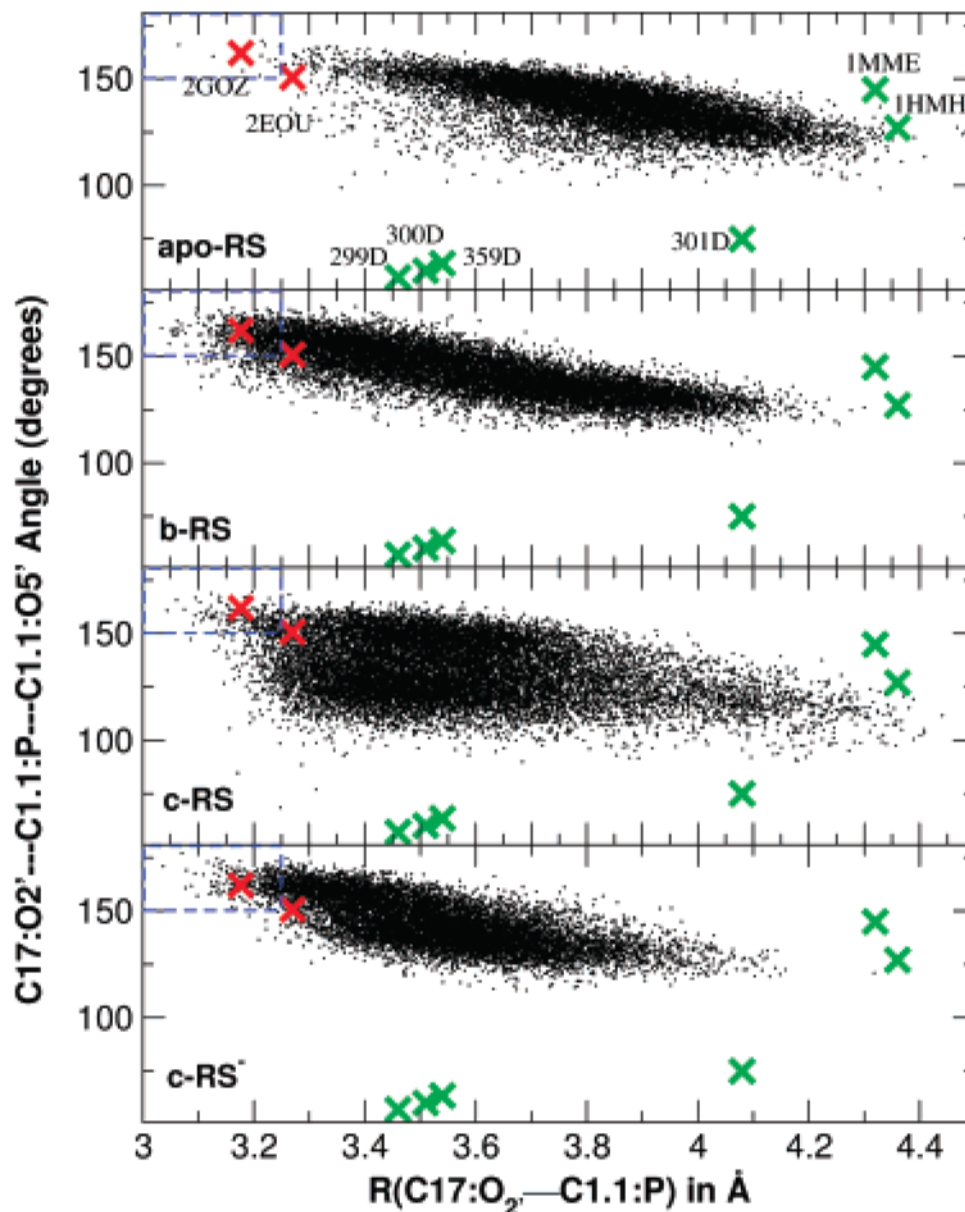 C17:O2'---C1.1:P---C1.1:O5' Angle (degrees)
150
100
2GOZ
2EOU
1MME
1HMH
299D
300D
359D
301D
apo-RS
150
100
b-RS
150
100
c-RS
150
100
c-RS-
3
3.2
3.4
3.6
3.8
4
4.2
4.4
R(C17:O2'—C1.1:P) in Å